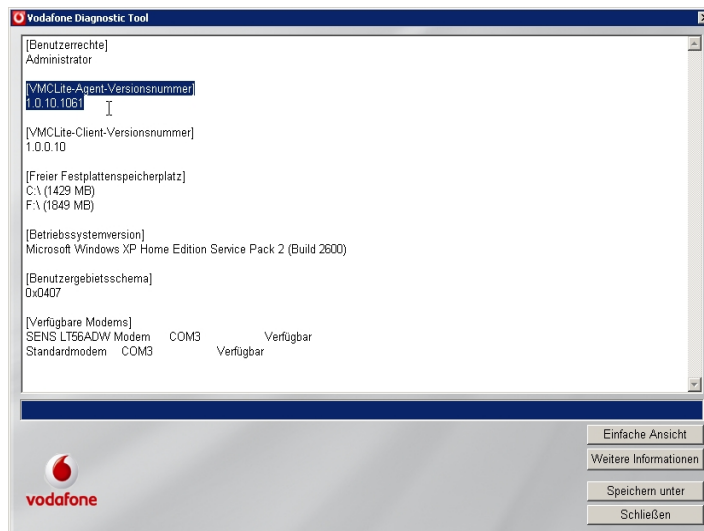 Vodafone Diagnostic Tool
[Benutzerrechte]
Administrator
[VMCLite-Agent-Versionsnummer]
1.0.10.1061
[VMCLite-Client-Versionsnummer]
1.0.0.10
[Freier Festplattenspeicherplatz]
C:\ (1429 MB)
F:\ (1849 MB)
[Betriebssystemversion]
Microsoft Windows XP Home Edition Service Pack 2 (Build 2600)
[Benutzergebietsschema]
0x0407
[Verfügbare Modems]
SENS LT56ADW Modem COM3 Verfügbar
Standardmodem COM3 Verfügbar
Einfache Ansicht
Weitere Informationen
Speichern unter
Schließen
vodafone